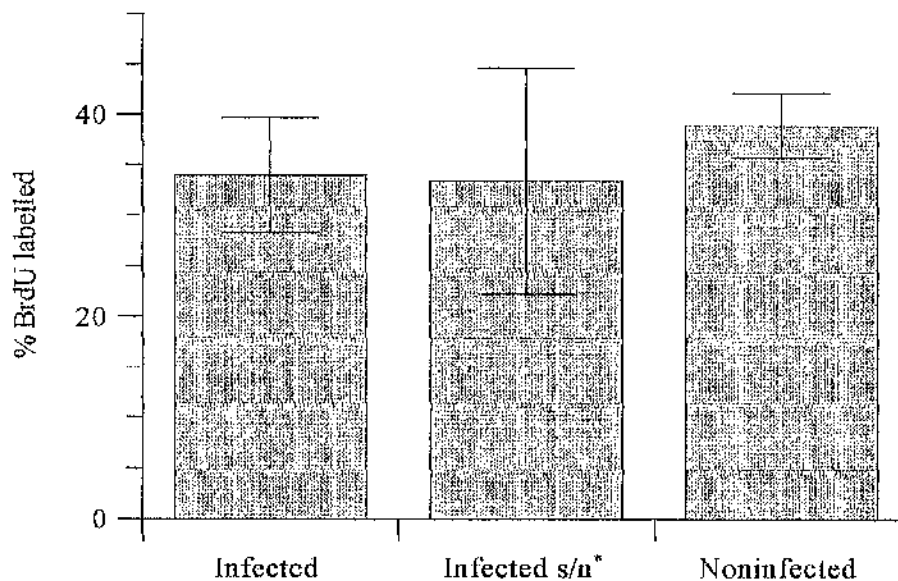 % BrdU labelled
40
20
0
Infected
Infected s/n*
Noninfected